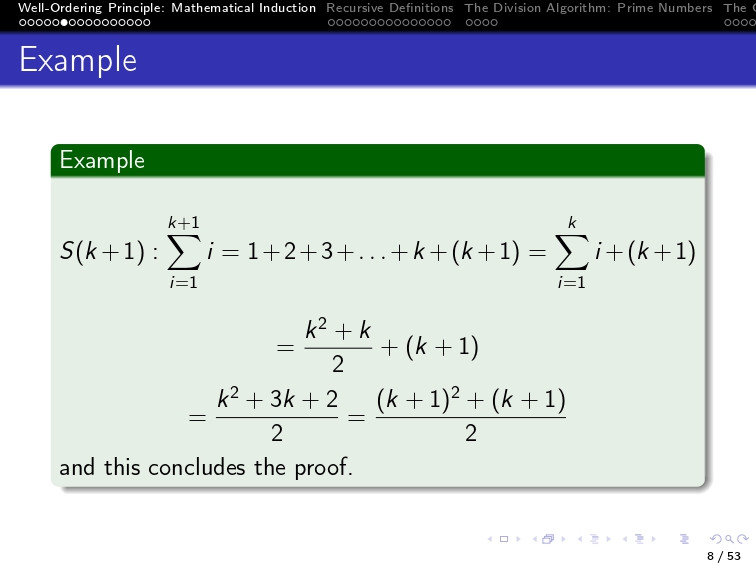 Well-Ordering Principle: Mathematical Induction Recursive Definitions The Division Algorithm: Prime Numbers The
Example
Example
S(k+1) : \sum_{i=1}^{k+1} i = 1+2+3+...+k+(k+1) = \sum_{i=1}^{k} i+(k+1)
= \frac{k^2 + k}{2} + (k + 1)
= \frac{k^2 + 3k + 2}{2} = \frac{(k + 1)^2 + (k + 1)}{2}
and this concludes the proof.
8 / 53